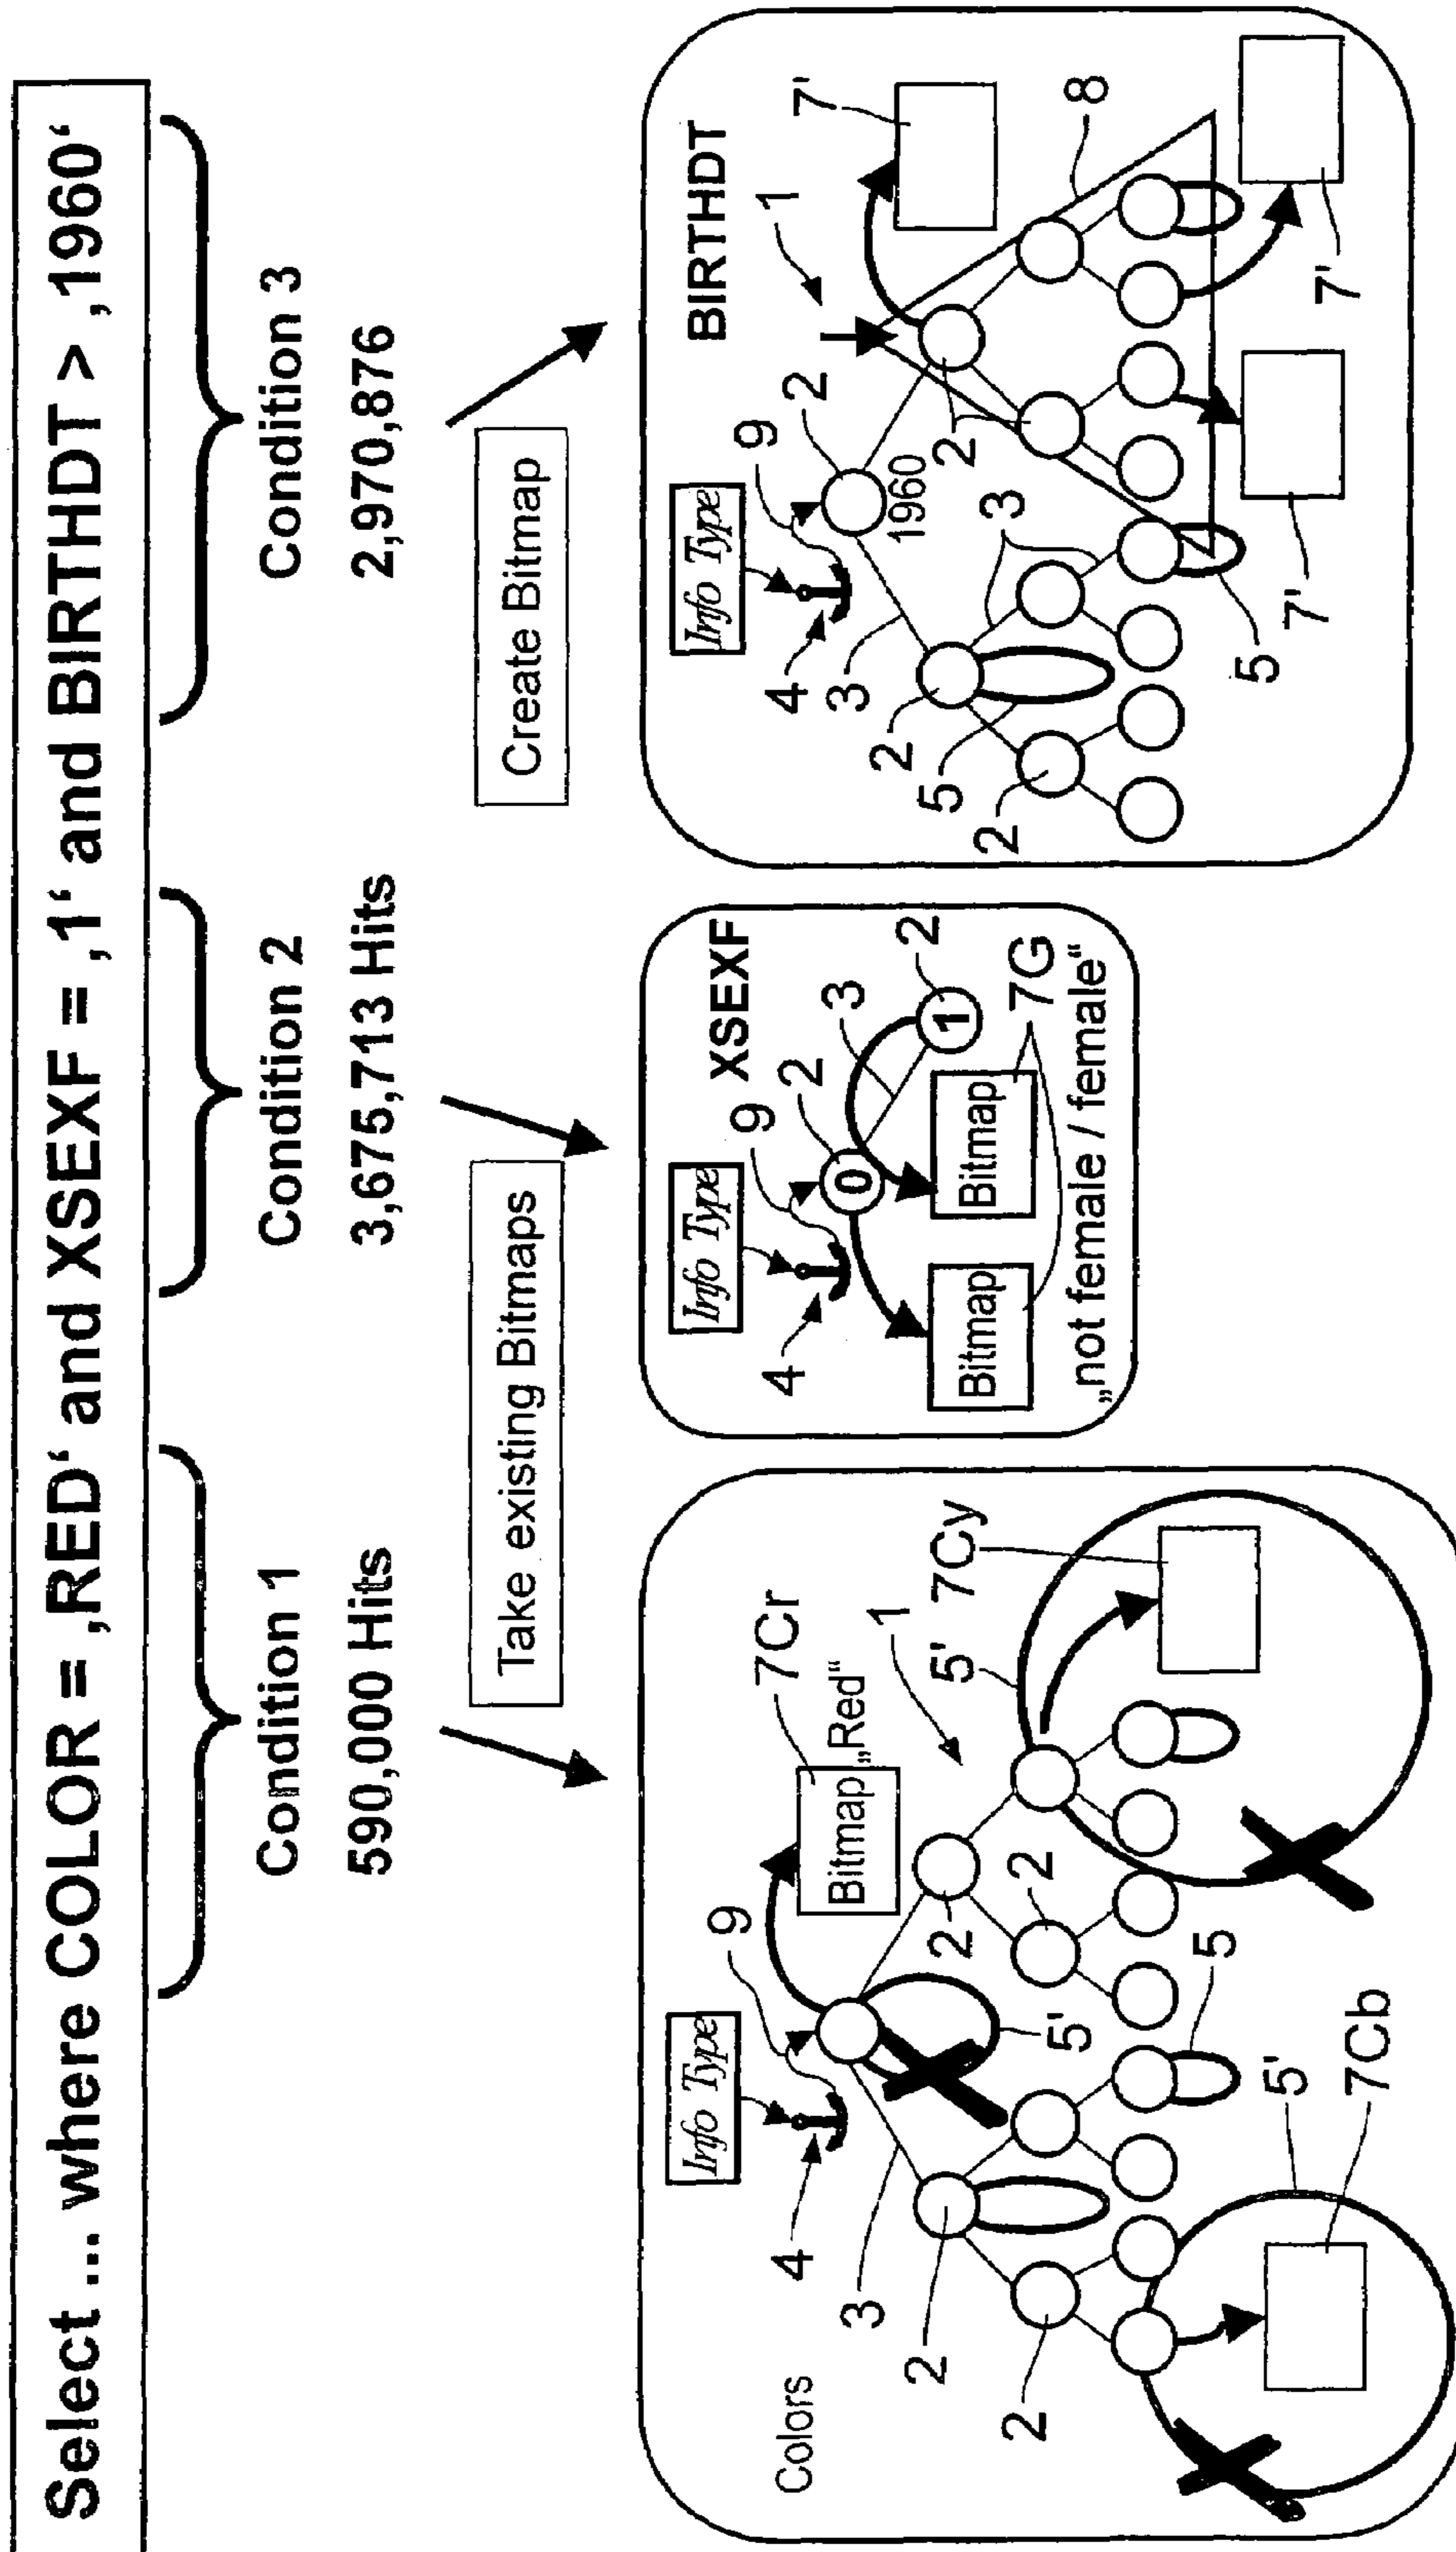 Select ... where COLOR = ‚RED‘ and XSEXF = ‚1‘ and BIRTHDT > ‚1960‘
Condition 1
590,000 Hits
Condition 2
3,675,713 Hits
Condition 3
2,970,876
Take existing Bitmaps
Create Bitmap
Colors
Info Type
4
9
3
2
2
7Cr
Bitmap
„Red“
5'
2
2
1
5'
7Cy
5
5'
7Cb
XSEXF
Info Type
4
9
2
0
3
2
1
Bitmap
Bitmap
7G
„not female / female“
BIRTHDT
Info Type
4
9
2
1960
3
2
5
2
3
2
1
7'
8
5
7'
7'